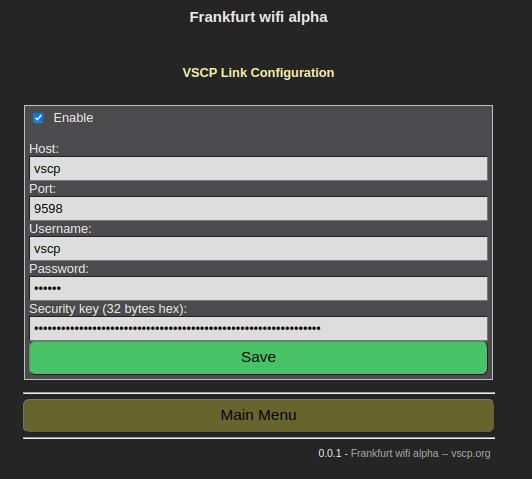 Frankfurt wifi alpha
VSCP Link Configuration
Enable
Host:
vscp
Port:
9598
Username:
vscp
Password:
••••••
Security key (32 bytes hex):
••••••••••••••••••••••••••••••••••••••••••••••••••••••••••••••••
Save
Main Menu
0.0.1 - Frankfurt wifi alpha -- vscp.org